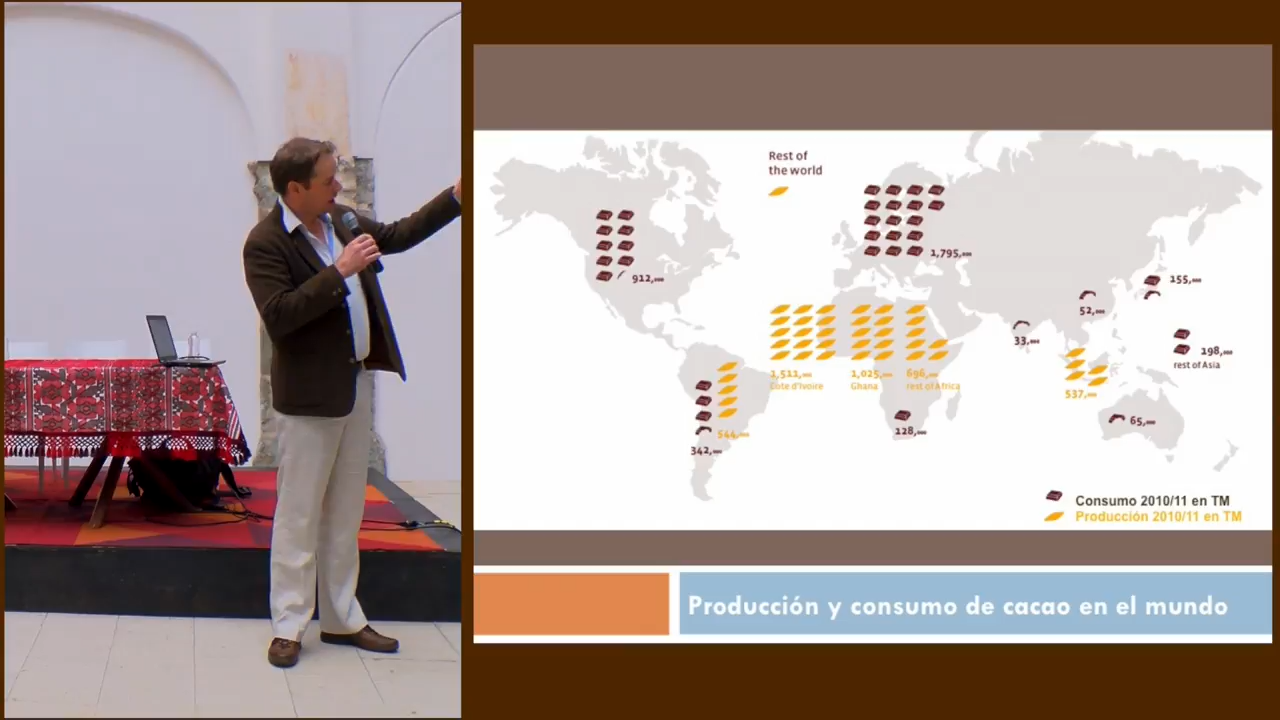 Rest of
the world
1,795,000
912,000
155,000
52,000
33,000
198,000
rest of Asia
1,511,000
1,025,000
696,000
Cote d'Ivoire
Ghana
rest of Africa
537,000
65,000
128,000
544,000
342,000
Consumo 2010/11 en TM
Producción 2010/11 en TM
Producción y consumo de cacao en el mundo